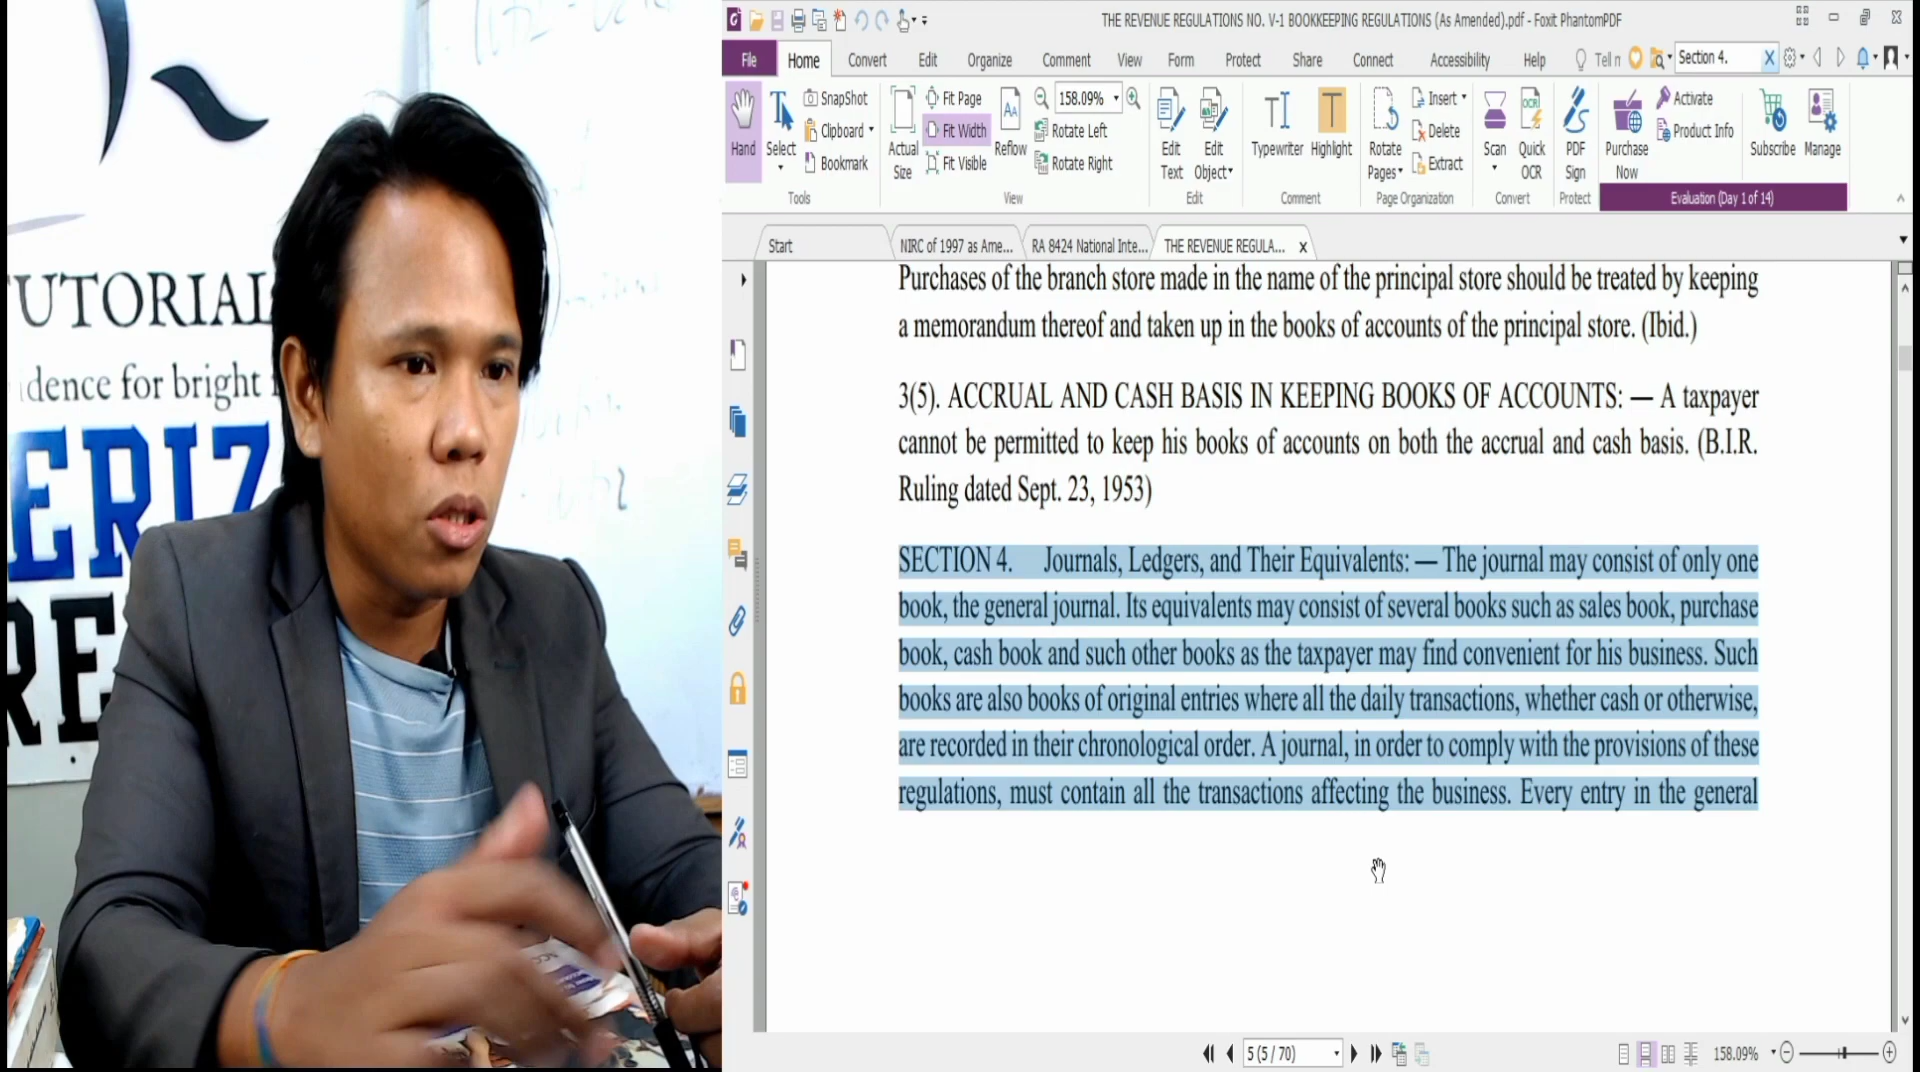 UTORIAL
dence for bright
ERIZ
RE
THE REVENUE REGULATIONS NO. V-1 BOOKKEEPING REGULATIONS (As Amended).pdf - Foxit PhantomPDF
File Home Convert Edit Organize Comment View Form Protect Share Connect Accessibility Help Tell Section 4.
Hand
Select
SnapShot
Clipboard
Bookmark
Tools
Actual Size
Fit Page
Fit Width
Fit Visible
Reflow
158.09%
Rotate Left
Rotate Right
View
Edit Text
Edit Object
Edit
Typewriter
Highlight
Comment
Rotate Pages
Insert
Delete
Extract
Page Organization
Scan
Quick OCR
Convert
PDF Sign
Protect
Purchase Now
Activate
Product Info
Subscribe
Manage
Evaluation (Day 1 of 14)
Start
NIRC of 1997 as Ame...
RA 8424 National Inte...
THE REVENUE REGULA...
Purchases of the branch store made in the name of the principal store should be treated by keeping
a memorandum thereof and taken up in the books of accounts of the principal store. (Ibid.)
3(5). ACCRUAL AND CASH BASIS IN KEEPING BOOKS OF ACCOUNTS: — A taxpayer
cannot be permitted to keep his books of accounts on both the accrual and cash basis. (B.I.R.
Ruling dated Sept. 23, 1953)
SECTION 4. Journals, Ledgers, and Their Equivalents: — The journal may consist of only one
book, the general journal. Its equivalents may consist of several books such as sales book, purchase
book, cash book and such other books as the taxpayer may find convenient for his business. Such
books are also books of original entries where all the daily transactions, whether cash or otherwise,
are recorded in their chronological order. A journal, in order to comply with the provisions of these
regulations, must contain all the transactions affecting the business. Every entry in the general
5 (5 / 70)
158.09%